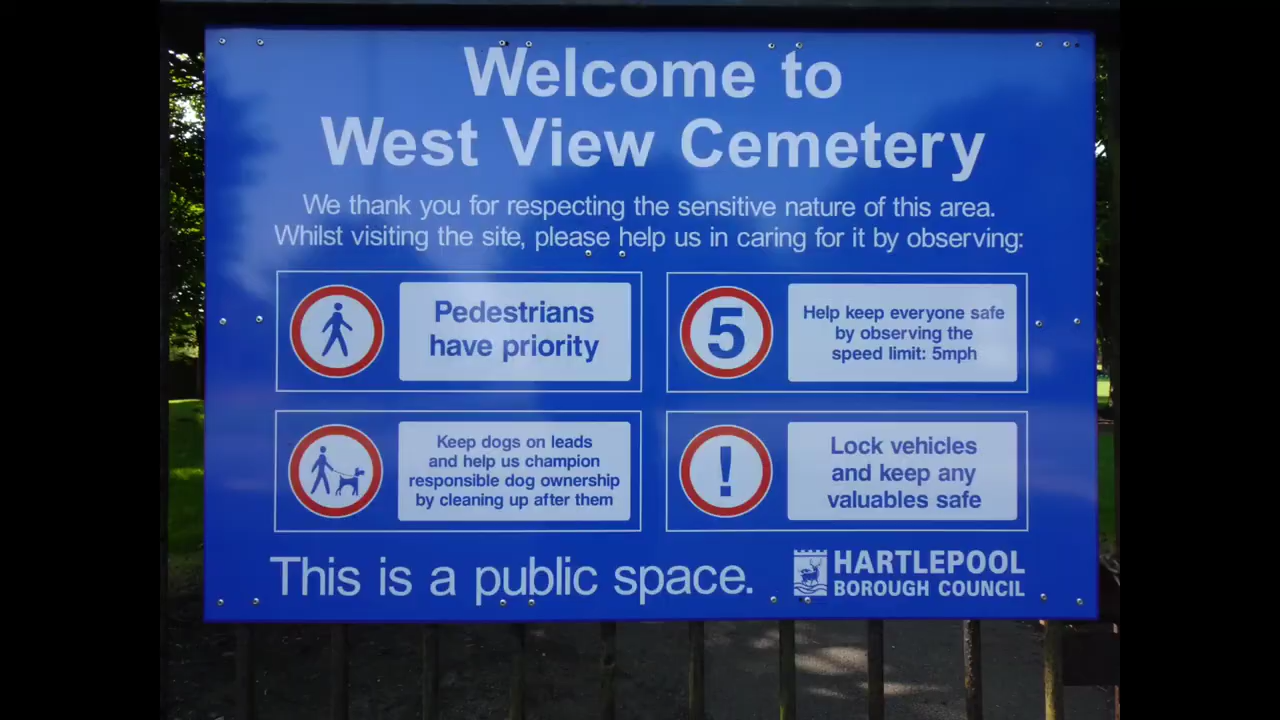 Welcome to
West View Cemetery
We thank you for respecting the sensitive nature of this area.
Whilst visiting the site, please help us in caring for it by observing:
Pedestrians
have priority
5
Help keep everyone safe
by observing the
speed limit: 5mph
Keep dogs on leads
and help us champion
responsible dog ownership
by cleaning up after them
!
Lock vehicles
and keep any
valuables safe
This is a public space.
HARTLEPOOL
BOROUGH COUNCIL